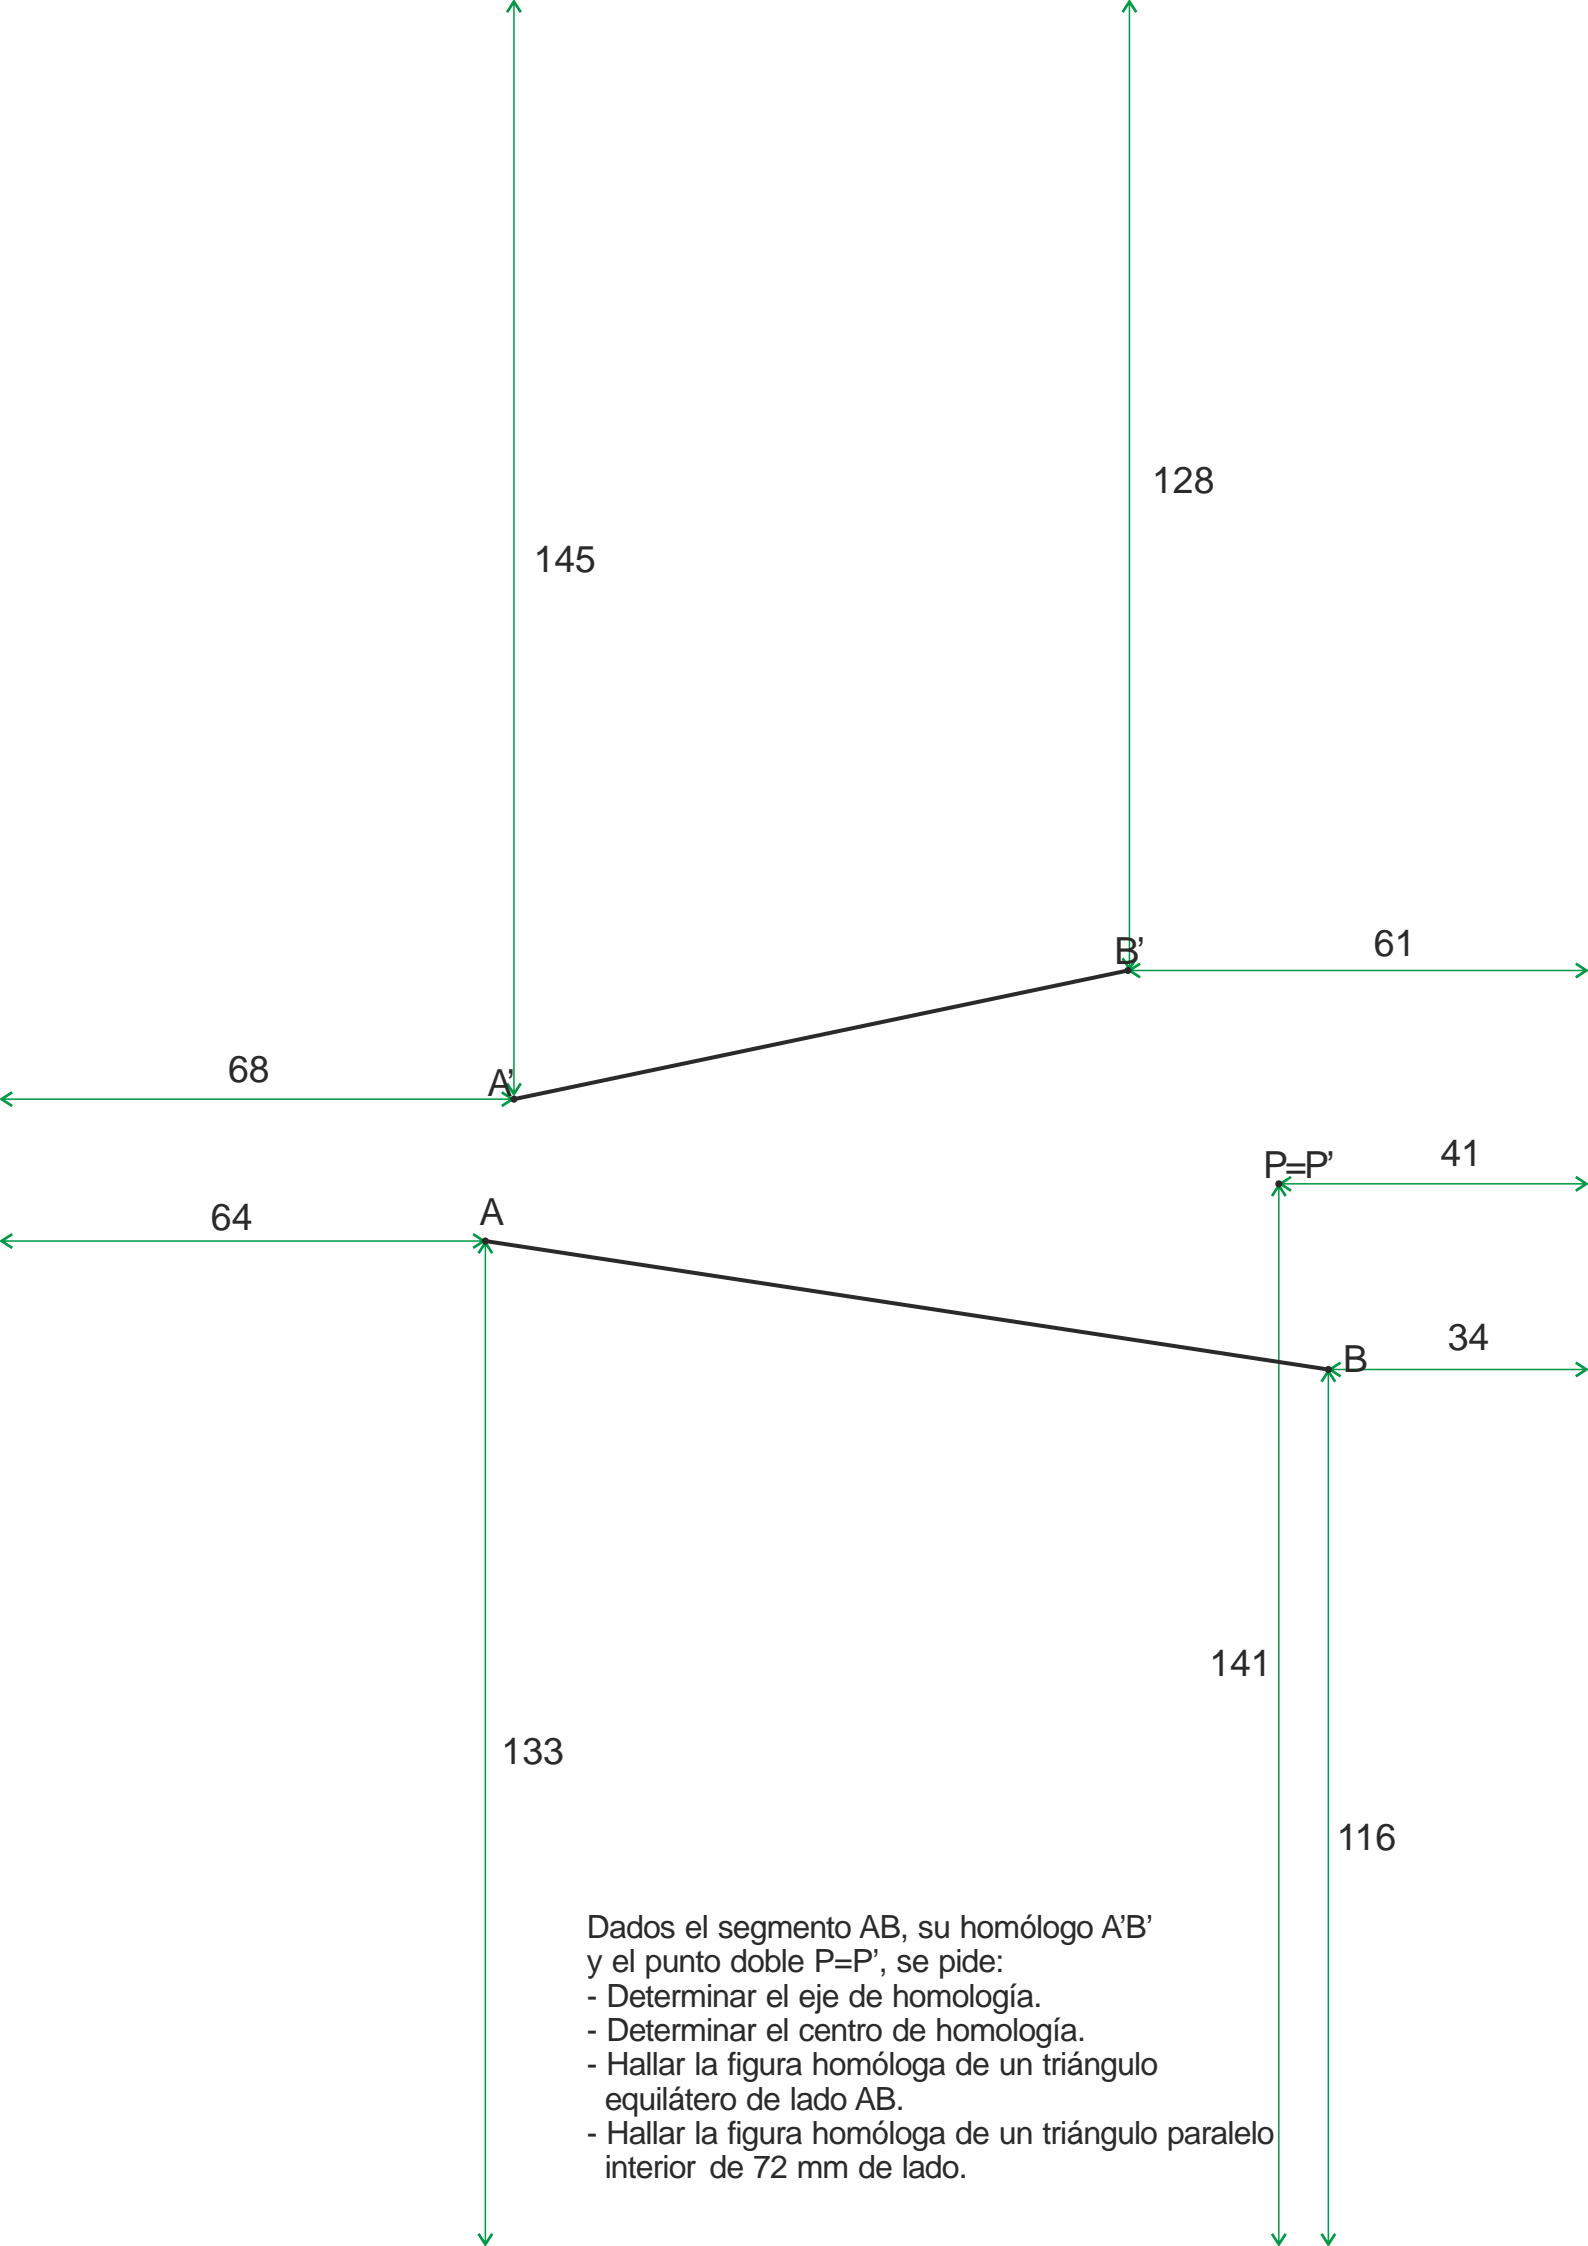 128
145
B’
61
68
A’
P=P’
41
64
A
34
B
141
133
116
Dados el segmento AB, su homólogo A’B’
y el punto doble P=P’, se pide:
- Determinar el eje de homología.
- Determinar el centro de homología.
- Hallar la figura homóloga de un triángulo
equilátero de lado AB.
- Hallar la figura homóloga de un triángulo paralelo
interior de 72 mm de lado.